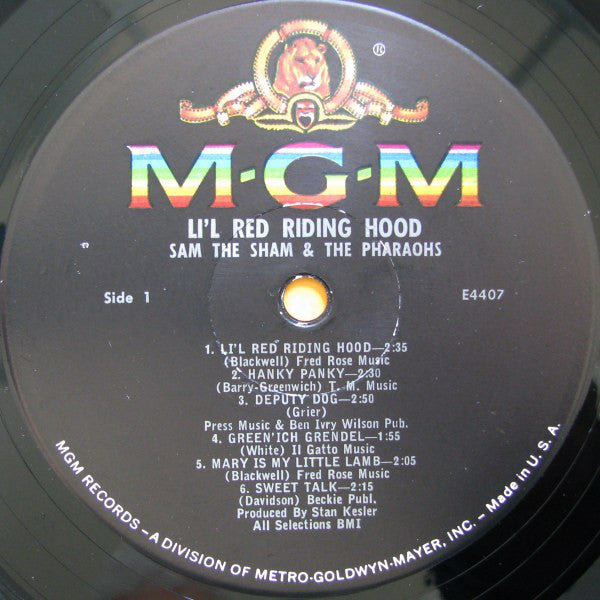 ®
M-G-M
LI'L RED RIDING HOOD
SAM THE SHAM & THE PHARAOHS
Side 1
E4407
1. LI'L RED RIDING HOOD—2:35
(Blackwell) Fred Rose Music
2. HANKY PANKY—2:30
(Barry-Greenwich) T. M. Music
3. DEPUTY DOG—2:50
(Grier)
Press Music & Ben Ivry Wilson Pub.
4. GREEN'ICH GRENDEL—1:55
(White) Il Gatto Music
5. MARY IS MY LITTLE LAMB—2:05
(Blackwell) Fred Rose Music
6. SWEET TALK—2:15
(Davidson) Beckie Publ.
Produced By Stan Kesler
All Selections BMI
MGM RECORDS – A DIVISION OF METRO-GOLDWYN-MAYER, INC. – Made in U. S. A.